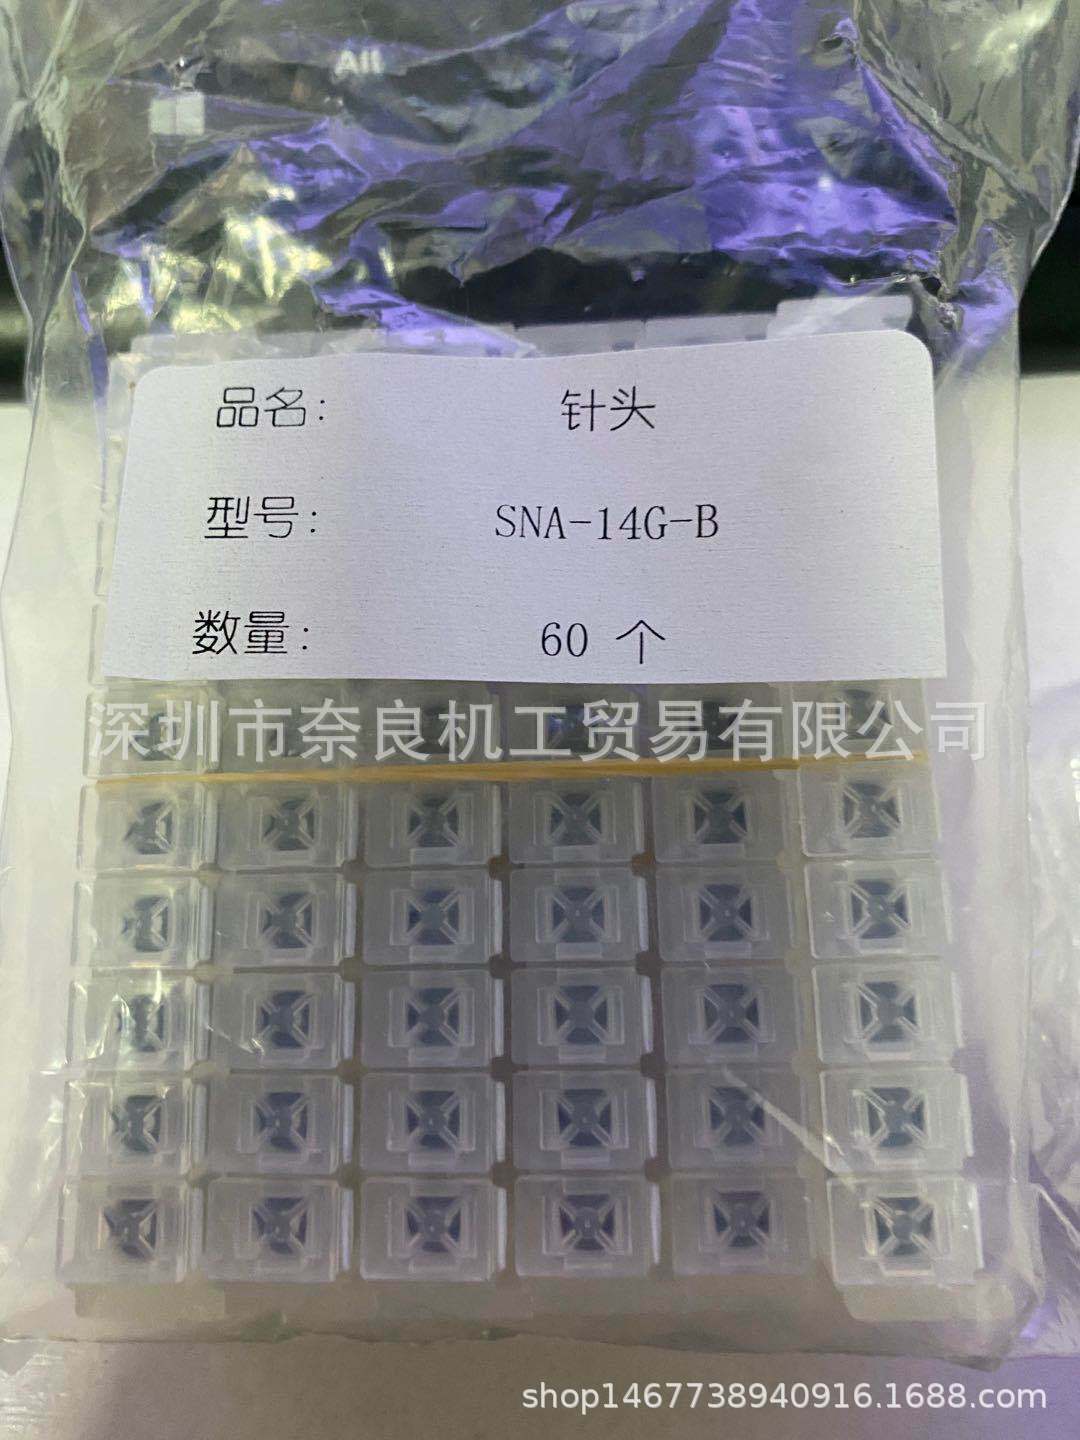 All
品名: 针头
型号: SNA-14G-B
数量: 60 个
深圳市奈良机工贸易有限公司
shop1467738940916.1688.com